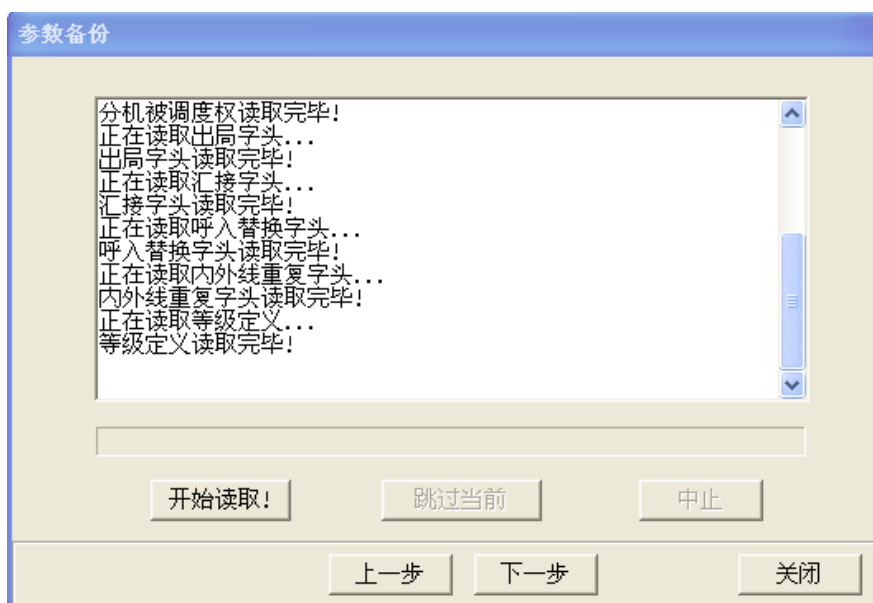 参数备份
分机被调度权读取完毕!
正在读取出局字头...
出局字头读取完毕!
正在读取汇接字头...
汇接字头读取完毕!
正在读取呼入替换字头...
呼入替换字头读取完毕!
正在读取内外线重复字头...
内外线重复字头读取完毕!
正在读取等级定义...
等级定义读取完毕!
开始读取!
跳过当前
中止
上一步
下一步
关闭